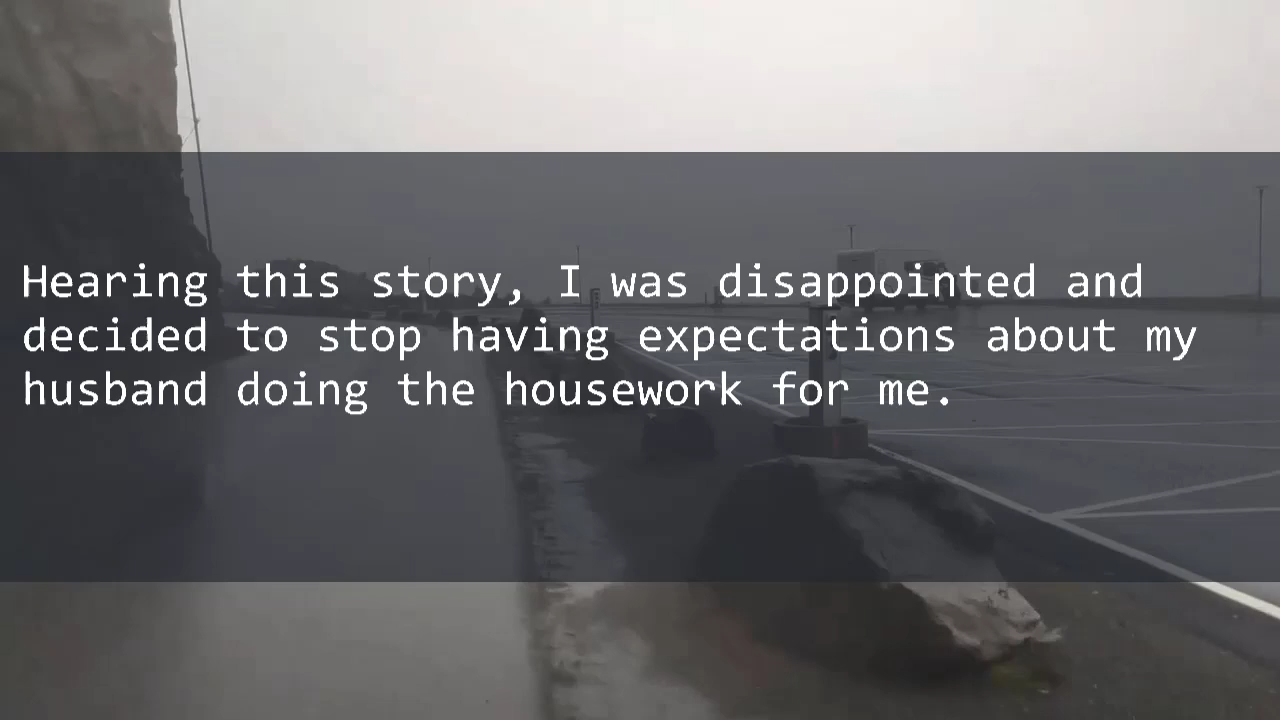 Hearing this story, I was disappointed and
decided to stop having expectations about my
husband doing the housework for me.